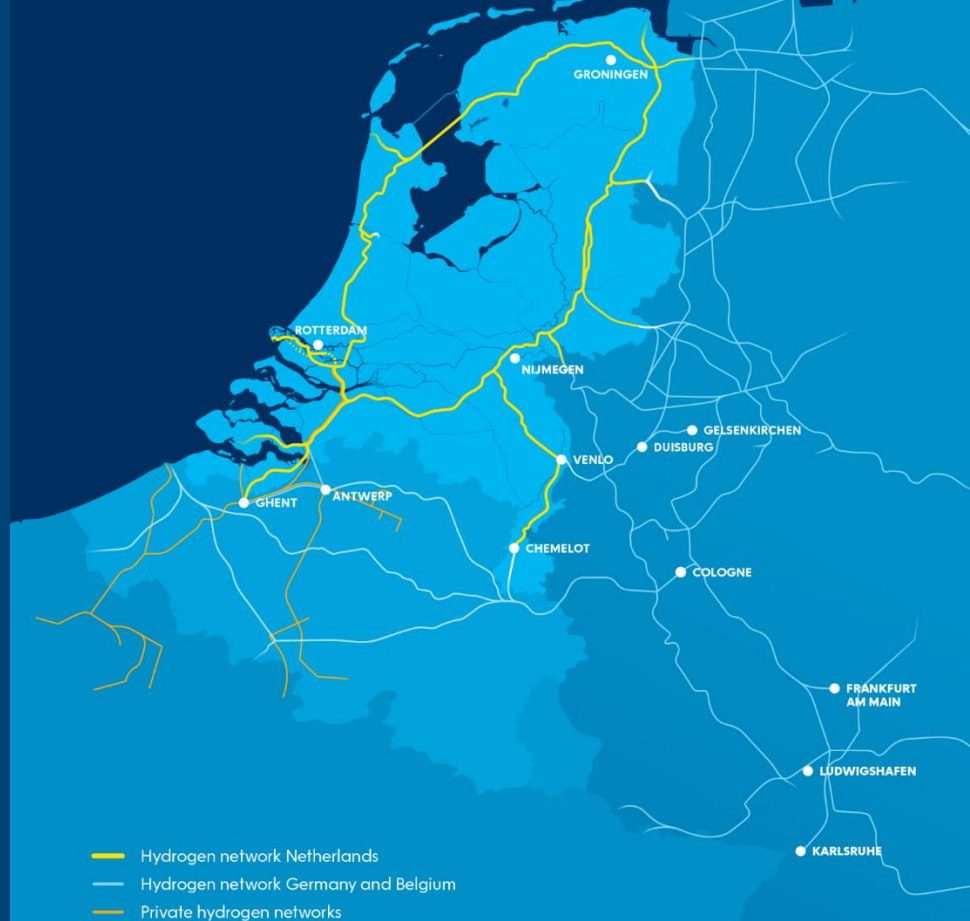 GRONINGEN
ROTTERDAM
NIJMEGEN
GELSENKIRCHEN
DUISBURG
VENLO
ANTWERP
GHENT
CHEMELOT
COLOGNE
FRANKFURT
AM MAIN
LUDWIGSHAFEN
KARLSRUHE
Hydrogen network Netherlands
Hydrogen network Germany and Belgium
Private hydrogen networks